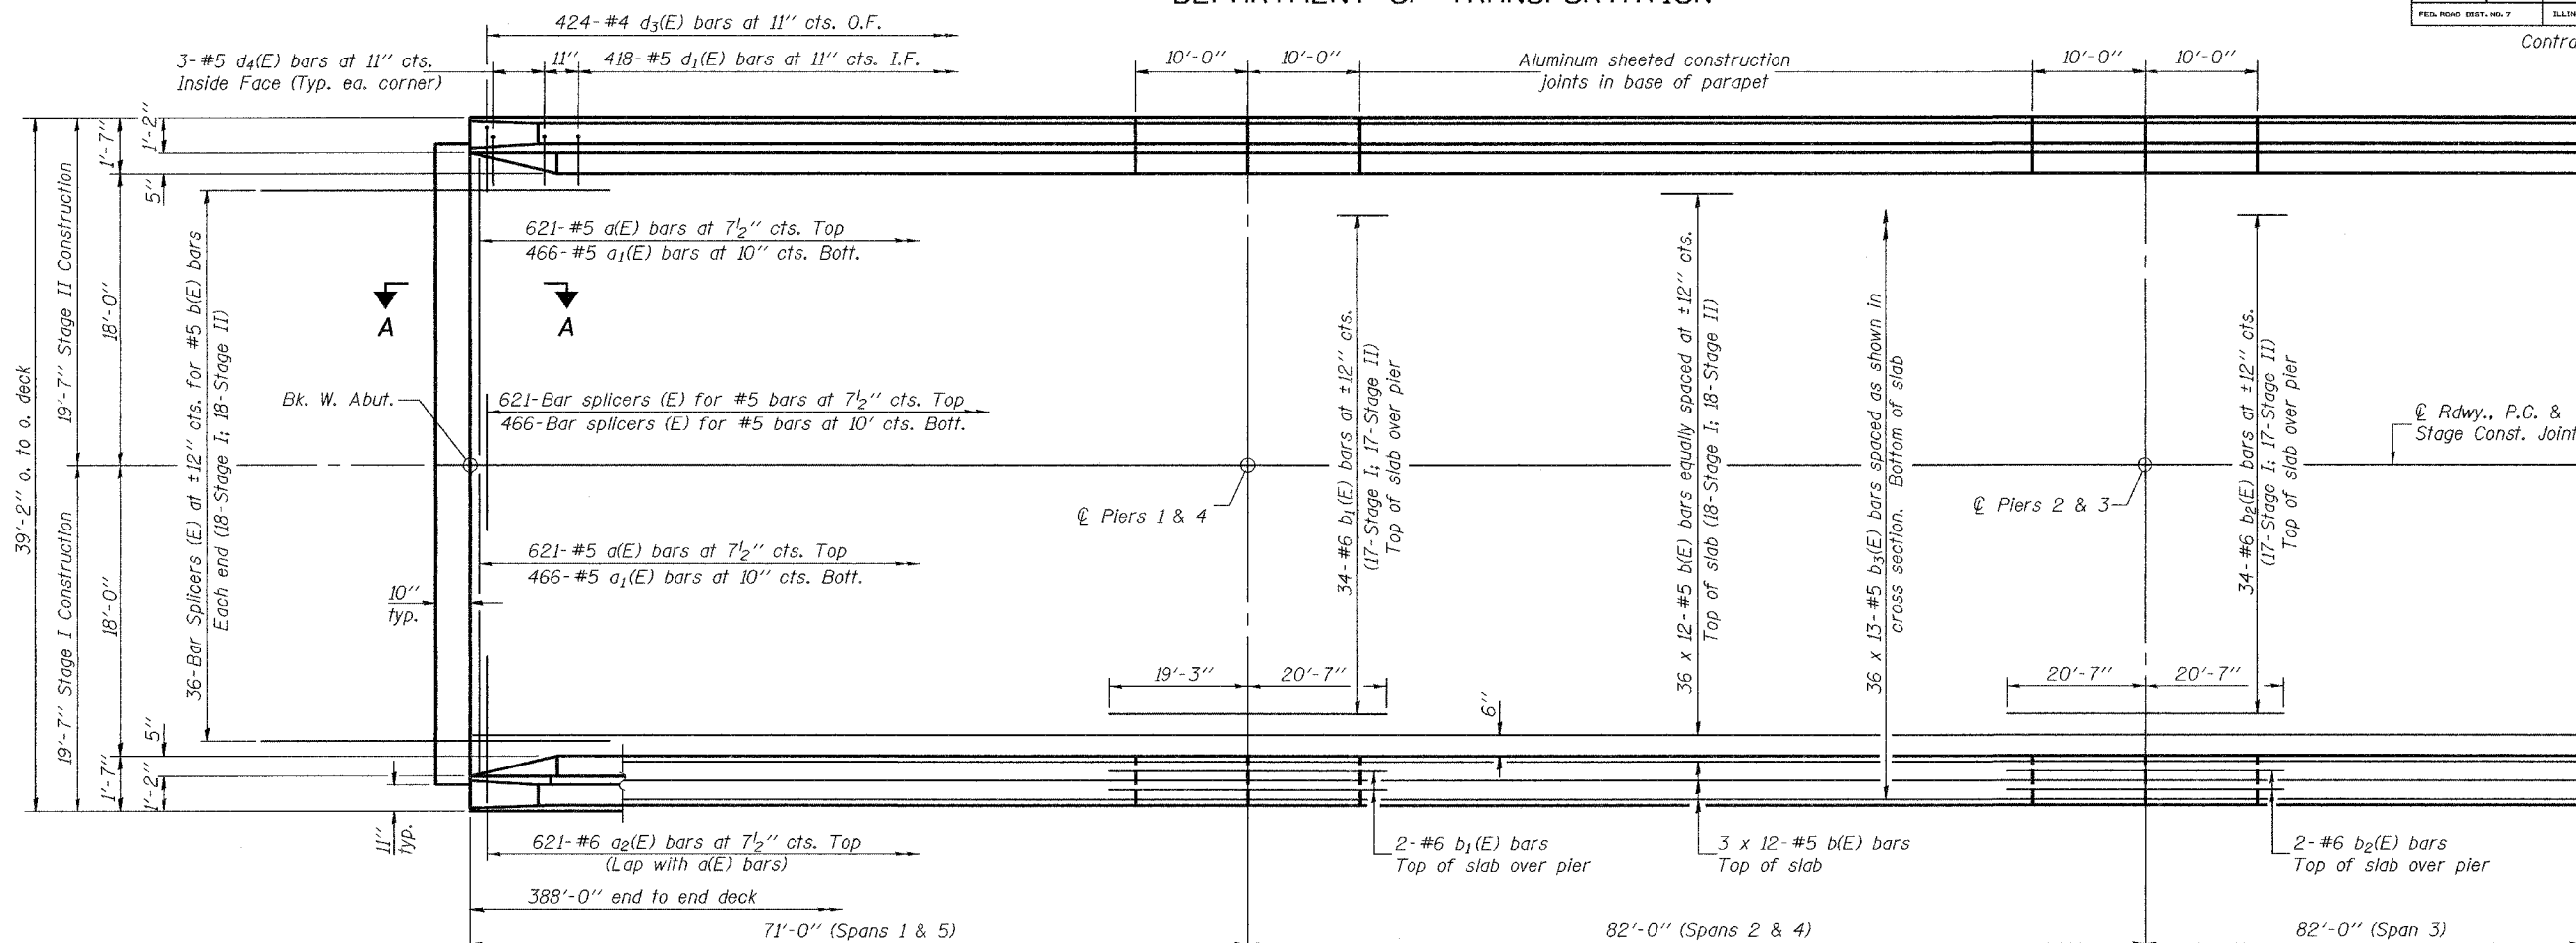 DEPARTMENT OF TRANSPORTATION
FED. ROAD DIST. NO. 7
ILLIN
Contra
424-#4 d3(E) bars at 11" cts. O.F.
3-#5 d4(E) bars at 11" cts.
Inside Face (Typ. ea. corner)
11"
418-#5 d1(E) bars at 11" cts. I.F.
10'-0"
10'-0"
Aluminum sheeted construction
joints in base of parapet
10'-0"
10'-0"
39'-2" o. to o. deck
19'-7" Stage II Construction
19'-7" Stage I Construction
1'-7"
1'-2"
5"
18'-0"
18'-0"
5"
1'-7"
1'-2"
11"
typ.
36-Bar Splicers (E) at ±12" cts. for #5 b(E) bars
Each end (18-Stage I; 18-Stage II)
621-#5 a(E) bars at 7½" cts. Top
466-#5 a1(E) bars at 10" cts. Bott.
A
A
Bk. W. Abut.
621-Bar splicers (E) for #5 bars at 7½" cts. Top
466-Bar splicers (E) for #5 bars at 10' cts. Bott.
621-#5 a(E) bars at 7½" cts. Top
466-#5 a1(E) bars at 10" cts. Bott.
10"
typ.
℄ Piers 1 & 4
34-#6 b1(E) bars at ±12" cts.
(17-Stage I; 17-Stage II)
Top of slab over pier
36 x 12-#5 b(E) bars equally spaced at ±12" cts.
Top of slab (18-Stage I; 18-Stage II)
36 x 13-#5 b3(E) bars spaced as shown in
cross section. Bottom of slab
℄ Piers 2 & 3
34-#6 b2(E) bars at ±12" cts.
(17-Stage I; 17-Stage II)
Top of slab over pier
℄ Rdwy., P.G. &
Stage Const. Joint
19'-3"
20'-7"
6"
20'-7"
20'-7"
621-#6 a2(E) bars at 7½" cts. Top
(Lap with a(E) bars)
2-#6 b1(E) bars
Top of slab over pier
3 x 12-#5 b(E) bars
Top of slab
2-#6 b2(E) bars
Top of slab over pier
388'-0" end to end deck
71'-0" (Spans 1 & 5)
82'-0" (Spans 2 & 4)
82'-0" (Span 3)